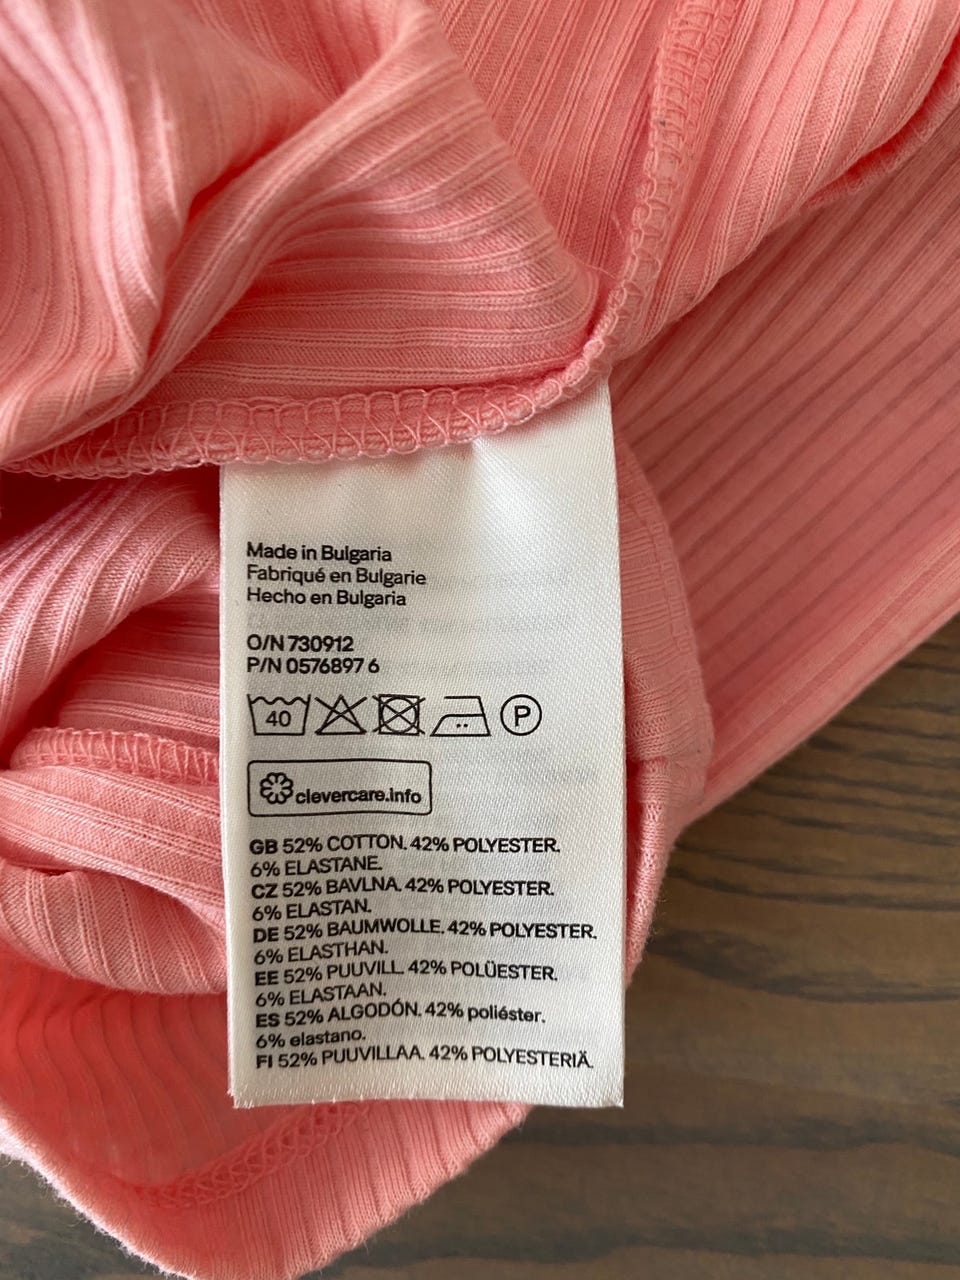 Made in Bulgaria
Fabriqué en Bulgarie
Hecho en Bulgaria
O/N 730912
P/N 0576897 6
40 P
clevercare.info
GB 52% COTTON. 42% POLYESTER.
6% ELASTANE.
CZ 52% BAVLNA. 42% POLYESTER.
6% ELASTAN.
DE 52% BAUMWOLLE. 42% POLYESTER.
6% ELASTHAN.
EE 52% PUUVILL. 42% POLÜESTER.
6% ELASTAAN.
ES 52% ALGODÓN. 42% poliéster.
6% elastano.
FI 52% PUUVILLAA. 42% POLYESTERIÄ.